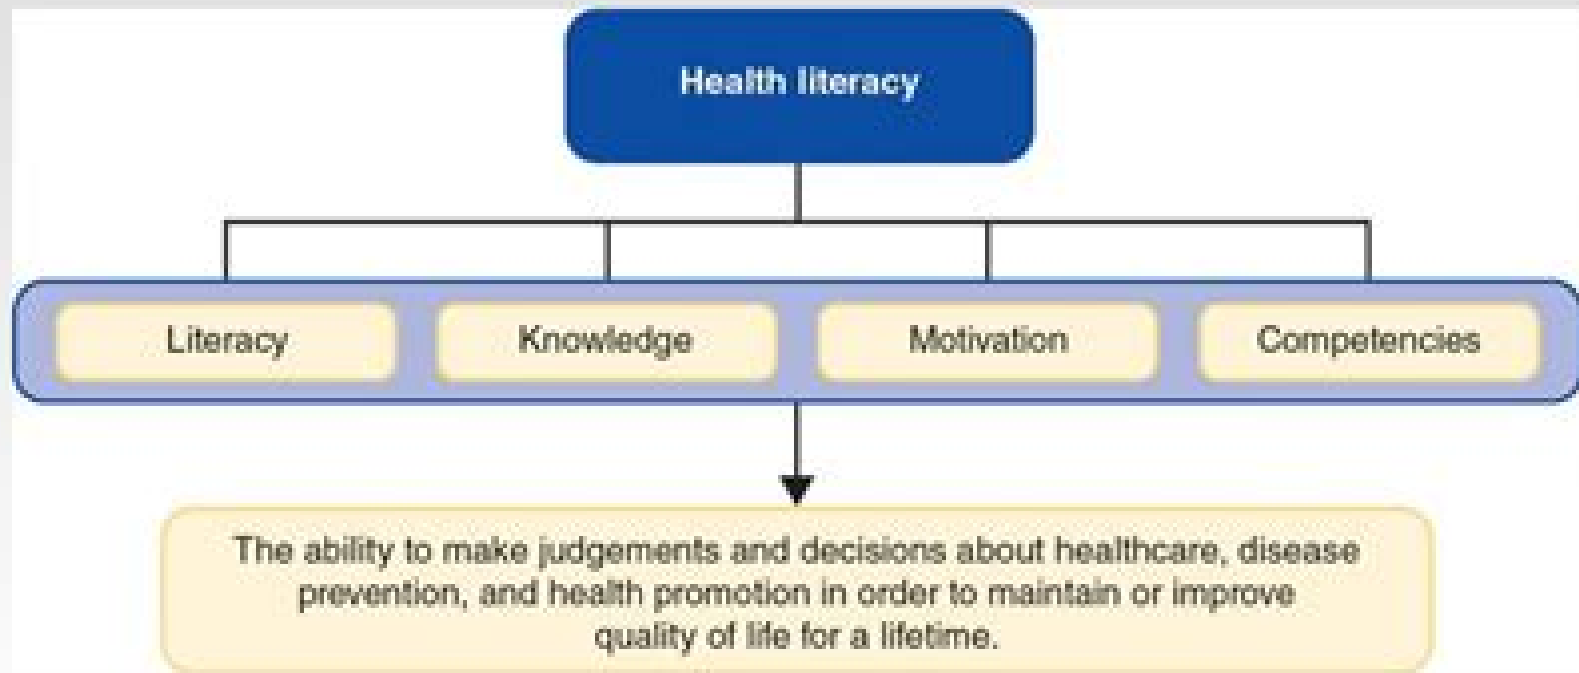 Health literacy
Literacy
Knowledge
Motivation
Competencies
The ability to make judgements and decisions about healthcare, disease
prevention, and health promotion in order to maintain or improve
quality of life for a lifetime.